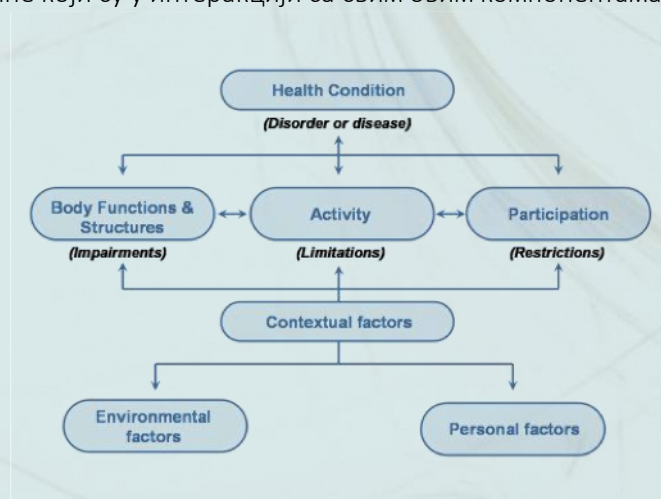 који су у интеракцији са свим овим компонентама
Health Condition
(Disorder or disease)
Body Functions &
Structures
Activity
Participation
(Impairments)
(Limitations)
(Restrictions)
Contextual factors
Environmental
factors
Personal factors